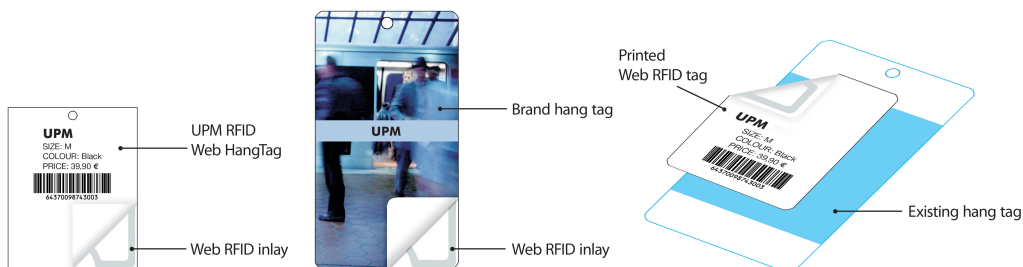 UPM
SIZE: M
COLOUR: Black
PRICE: 39,90 €
64370098743003
UPM RFID
Web HangTag
Web RFID inlay
UPM
Brand hang tag
Web RFID inlay
Printed
Web RFID tag
UPM
SIZE: M
COLOUR: Black
PRICE: 39,90 €
64370098743003
Existing hang tag